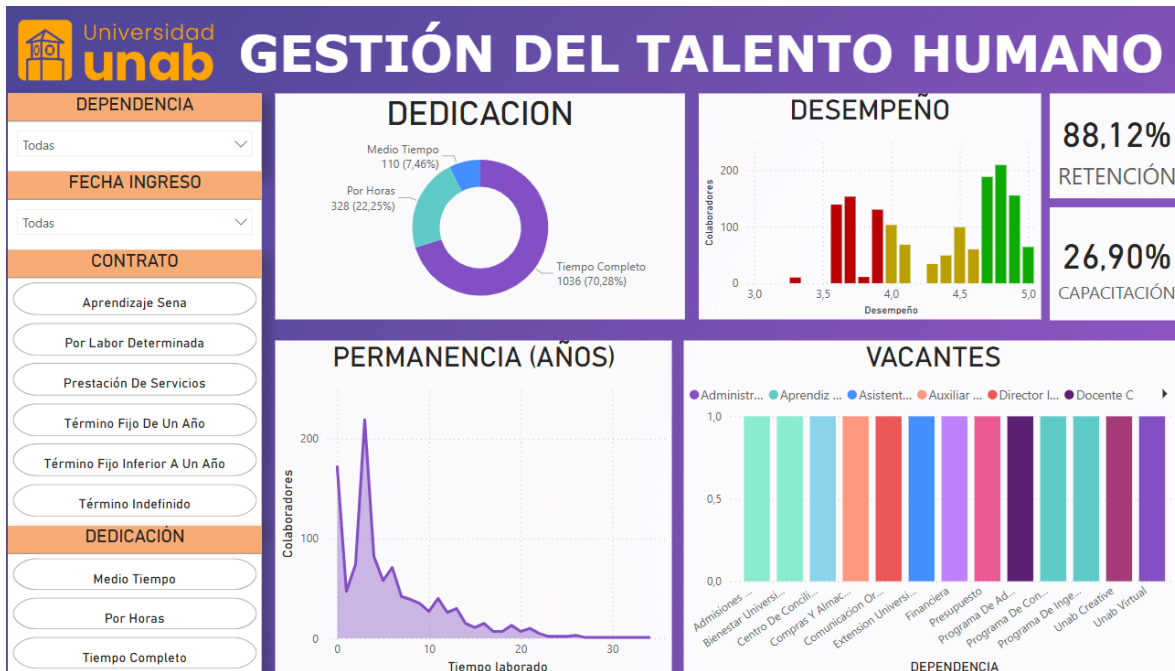 Universidad
unab
GESTIÓN DEL TALENTO HUMANO
DEPENDENCIA
Todas
FECHA INGRESO
Todas
CONTRATO
Aprendizaje Sena
Por Labor Determinada
Prestación De Servicios
Término Fijo De Un Año
Término Fijo Inferior A Un Año
Término Indefinido
DEDICACIÓN
Medio Tiempo
Por Horas
Tiempo Completo
DEDICACION
Medio Tiempo
110 (7,46%)
Por Horas
328 (22,25%)
Tiempo Completo
1036 (70,28%)
DESEMPEÑO
Colaboradores
200
100
0
3,0 3,5 4,0 4,5 5,0
Desempeño
88,12%
RETENCIÓN
26,90%
CAPACITACIÓN
PERMANENCIA (AÑOS)
Colaboradores
200
100
0
0 10 20 30
Tiempo laborado
VACANTES
Administr... Aprendiz ... Asistent... Auxiliar ... Director I... Docente C
1,0
0,5
0,0
Admisiones ...
Bienestar Universi...
Centro De Concili...
Compras Y Almac...
Comunicacion Or...
Extension Universi...
Financiera
Presupuesto
Programa De Ad...
Programa De Con...
Programa De Inge...
Unab Creative
Unab Virtual
DEPENDENCIA